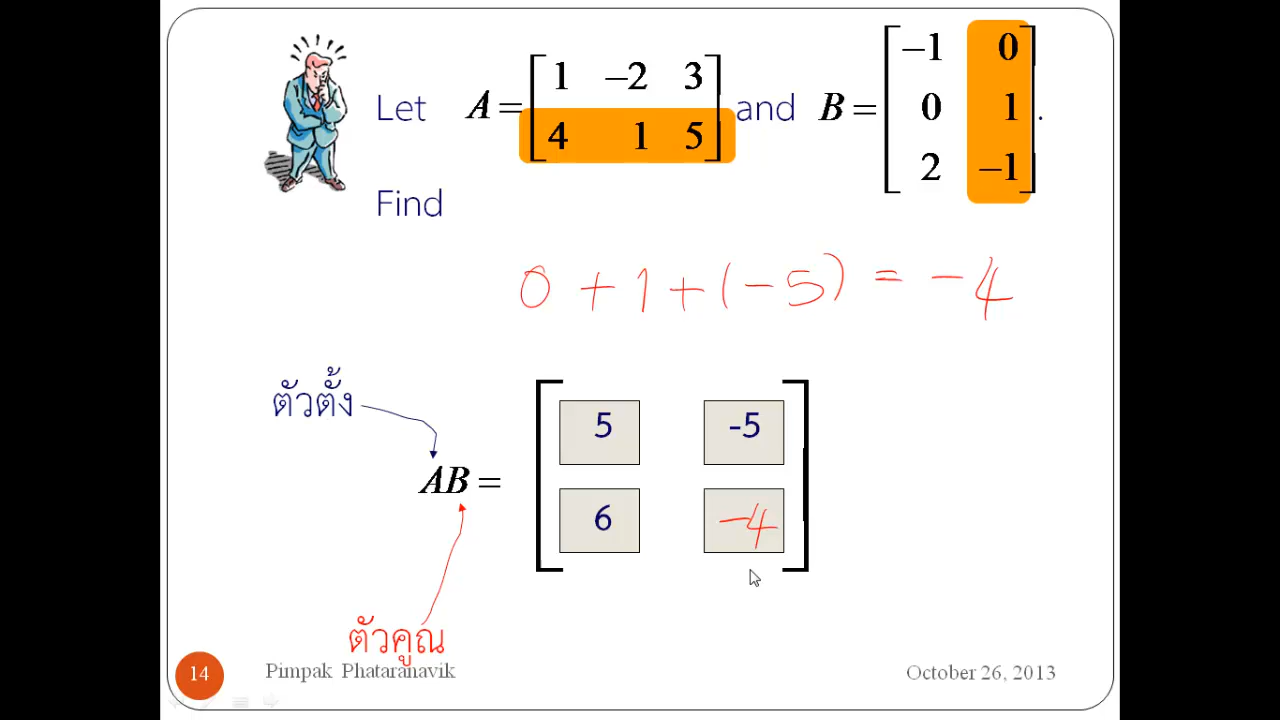 Let A = [ 1 −2 3 and B = [ −1 0
4 1 5 ] 0 1 ] .
2 −1
Find
0 + 1 + (−5) = −4
ตัวตั้ง
5 -5
AB =
6 −4
ตัวคูณ
14 Pimpak Phataranavik October 26, 2013